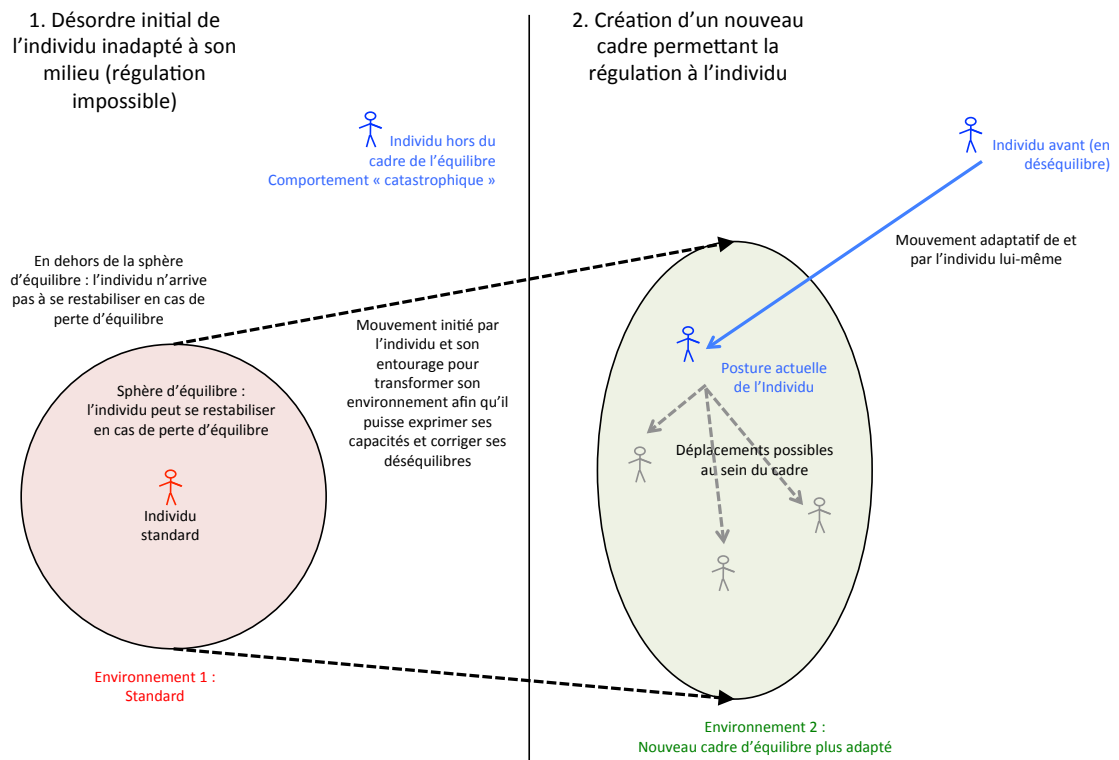 1. Désordre initial de
l’individu inadapté à son
milieu (régulation
impossible)
Individu hors du
cadre de l’équilibre
Comportement « catastrophique »
En dehors de la sphère
d’équilibre : l’individu n’arrive
pas à se restabiliser en cas de
perte d’équilibre
Mouvement initié par
l’individu et son
entourage pour
transformer son
environnement afin qu’il
puisse exprimer ses
capacités et corriger ses
déséquilibres
Sphère d’équilibre :
l’individu peut se restabiliser
en cas de perte d’équilibre
Individu
standard
Environnement 1 :
Standard
2. Création d’un nouveau
cadre permettant la
régulation à l’individu
Individu avant (en
déséquilibre)
Mouvement adaptatif de et
par l’individu lui-même
Posture actuelle
de l’Individu
Déplacements possibles
au sein du cadre
Environnement 2 :
Nouveau cadre d’équilibre plus adapté